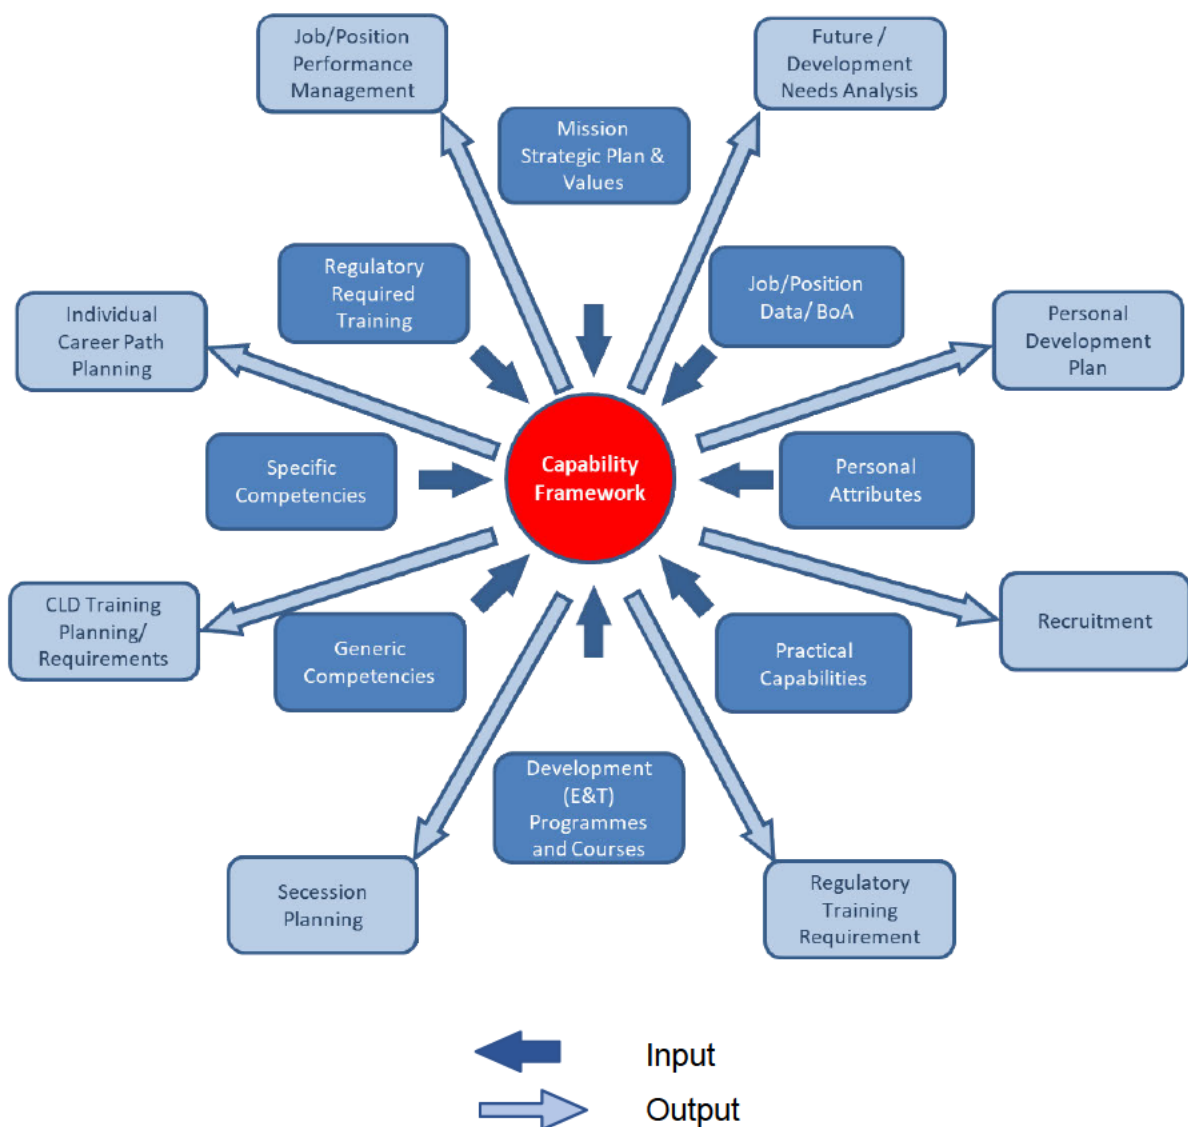 Job/Position
Performance
Management
Future /
Development
Needs Analysis
Mission
Strategic Plan &
Values
Regulatory
Required
Training
Job/Position
Data/ BoA
Individual
Career Path
Planning
Personal
Development
Plan
Specific
Competencies
Capability
Framework
Personal
Attributes
CLD Training
Planning/
Requirements
Generic
Competencies
Practical
Capabilities
Recruitment
Development
(E&T)
Programmes
and Courses
Secession
Planning
Regulatory
Training
Requirement
Input
Output